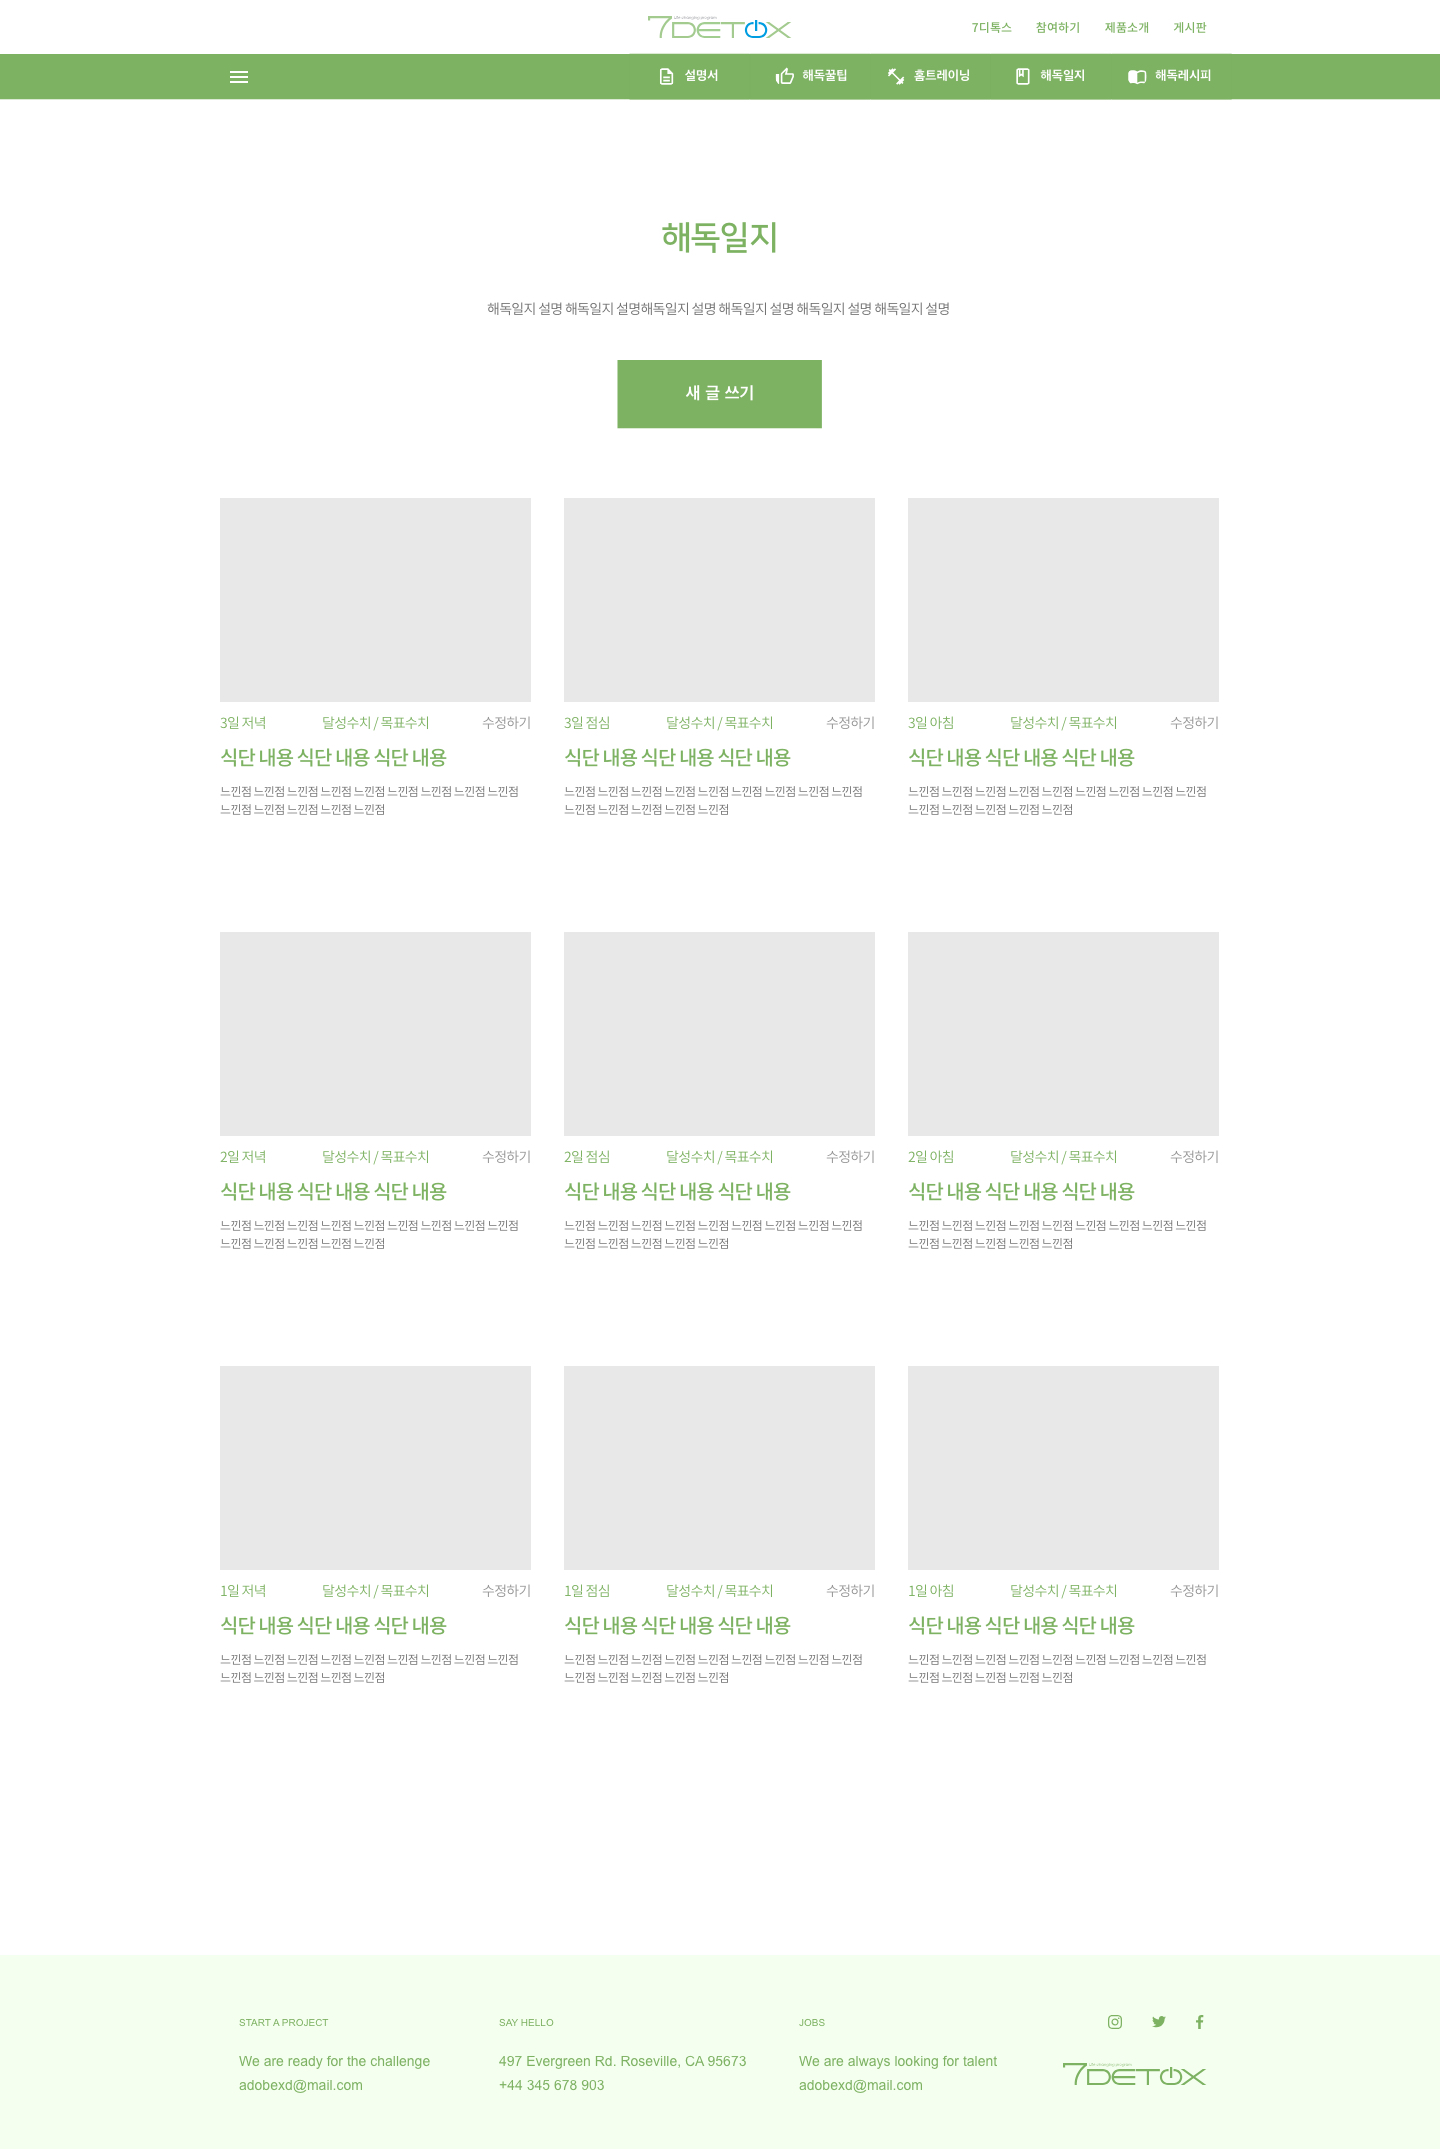 7DETOX
7디톡스 참여하기 제품소개 게시판
설명서 해독꿀팁 홈트레이닝 해독일지 해독레시피
해독일지
해독일지 설명 해독일지 설명해독일지 설명 해독일지 설명 해독일지 설명 해독일지 설명
새 글 쓰기
3일 저녁 달성수치 / 목표수치 수정하기
식단 내용 식단 내용 식단 내용
느낀점 느낀점 느낀점 느낀점 느낀점 느낀점 느낀점 느낀점 느낀점
느낀점 느낀점 느낀점 느낀점 느낀점
3일 점심 달성수치 / 목표수치 수정하기
식단 내용 식단 내용 식단 내용
느낀점 느낀점 느낀점 느낀점 느낀점 느낀점 느낀점 느낀점 느낀점
느낀점 느낀점 느낀점 느낀점 느낀점
3일 아침 달성수치 / 목표수치 수정하기
식단 내용 식단 내용 식단 내용
느낀점 느낀점 느낀점 느낀점 느낀점 느낀점 느낀점 느낀점 느낀점
느낀점 느낀점 느낀점 느낀점 느낀점
2일 저녁 달성수치 / 목표수치 수정하기
식단 내용 식단 내용 식단 내용
느낀점 느낀점 느낀점 느낀점 느낀점 느낀점 느낀점 느낀점 느낀점
느낀점 느낀점 느낀점 느낀점 느낀점
2일 점심 달성수치 / 목표수치 수정하기
식단 내용 식단 내용 식단 내용
느낀점 느낀점 느낀점 느낀점 느낀점 느낀점 느낀점 느낀점 느낀점
느낀점 느낀점 느낀점 느낀점 느낀점
2일 아침 달성수치 / 목표수치 수정하기
식단 내용 식단 내용 식단 내용
느낀점 느낀점 느낀점 느낀점 느낀점 느낀점 느낀점 느낀점 느낀점
느낀점 느낀점 느낀점 느낀점 느낀점
1일 저녁 달성수치 / 목표수치 수정하기
식단 내용 식단 내용 식단 내용
느낀점 느낀점 느낀점 느낀점 느낀점 느낀점 느낀점 느낀점 느낀점
느낀점 느낀점 느낀점 느낀점 느낀점
1일 점심 달성수치 / 목표수치 수정하기
식단 내용 식단 내용 식단 내용
느낀점 느낀점 느낀점 느낀점 느낀점 느낀점 느낀점 느낀점 느낀점
느낀점 느낀점 느낀점 느낀점 느낀점
1일 아침 달성수치 / 목표수치 수정하기
식단 내용 식단 내용 식단 내용
느낀점 느낀점 느낀점 느낀점 느낀점 느낀점 느낀점 느낀점 느낀점
느낀점 느낀점 느낀점 느낀점 느낀점
START A PROJECT
We are ready for the challenge
adobexd@mail.com
SAY HELLO
497 Evergreen Rd. Roseville, CA 95673
+44 345 678 903
JOBS
We are always looking for talent
adobexd@mail.com
7DETOX